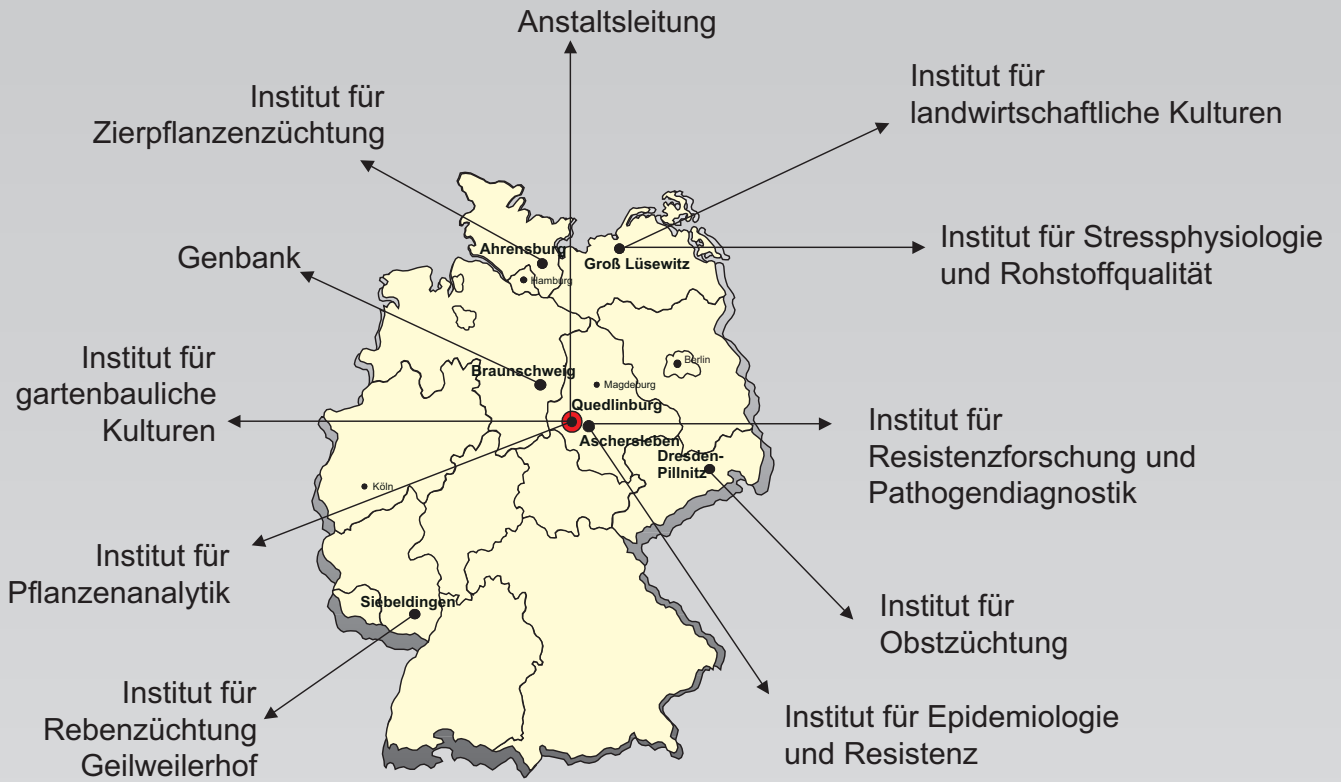 Anstaltsleitung
Institut für
Zierpflanzenzüchtung
Institut für
landwirtschaftliche Kulturen
Genbank
Institut für Stressphysiologie
und Rohstoffqualität
Institut für
gartenbauliche
Kulturen
Institut für
Resistenzforschung und
Pathogendiagnostik
Institut für
Pflanzenanalytik
Institut für
Obstzüchtung
Institut für
Rebenzüchtung
Geilweilerhof
Institut für Epidemiologie
und Resistenz
Ahrensburg
Hamburg
Groß Lüsewitz
Berlin
Braunschweig
Magdeburg
Quedlinburg
Aschersleben
Dresden-
Pillnitz
Köln
Siebeldingen